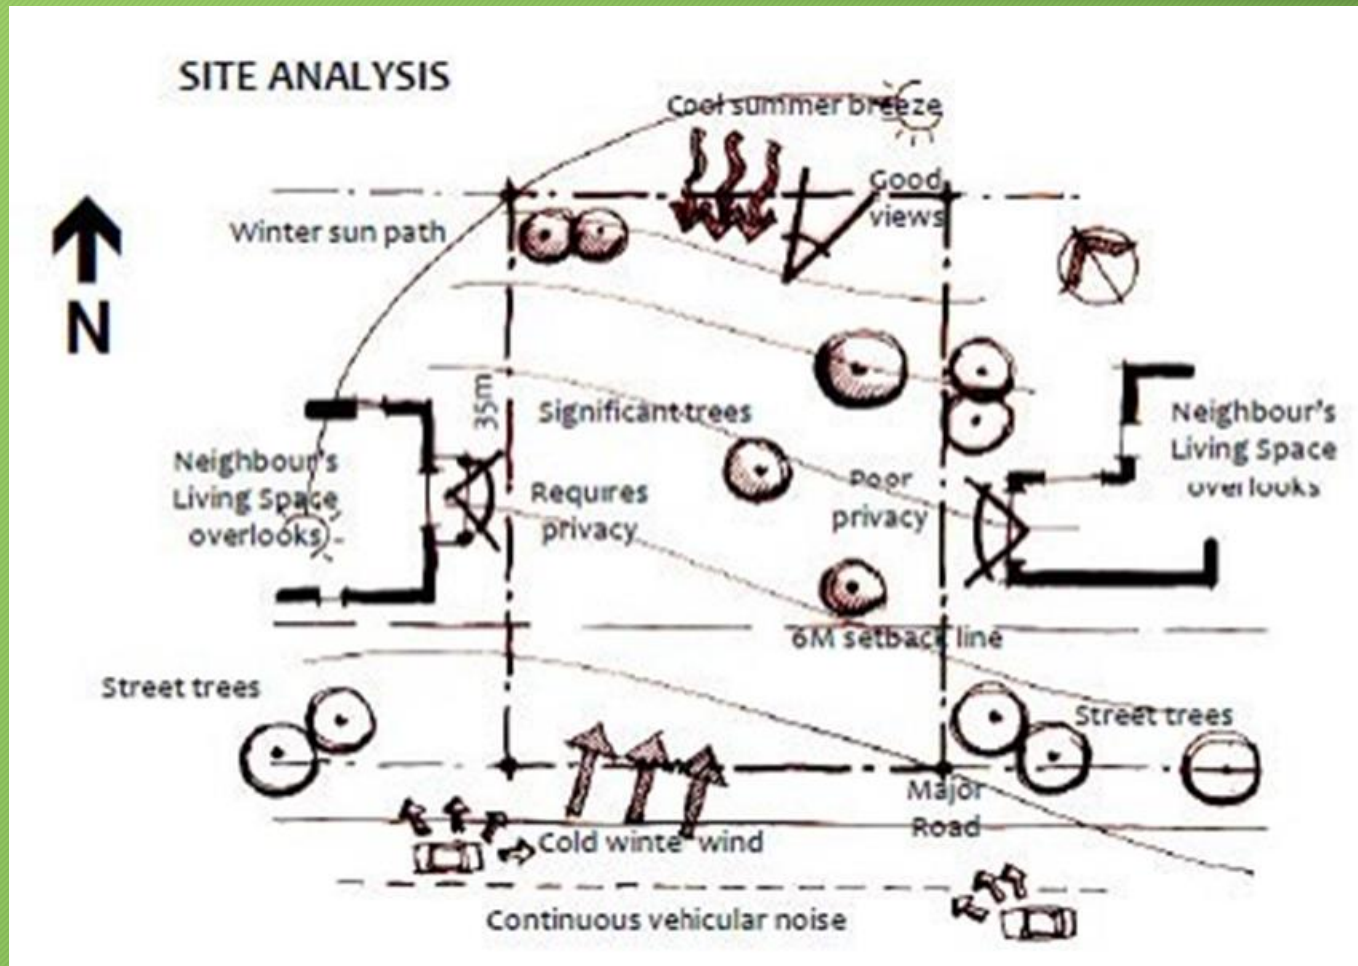 SITE ANALYSIS
Cool summer breeze
Good
views
Winter sun path
N
35m
Significant trees
Neighbour's
Living Space
overlooks
Requires
privacy
Poor
privacy
Neighbour's
Living Space
overlooks
6M setback line
Street trees
Street trees
Major
Road
Cold winte wind
Continuous vehicular noise